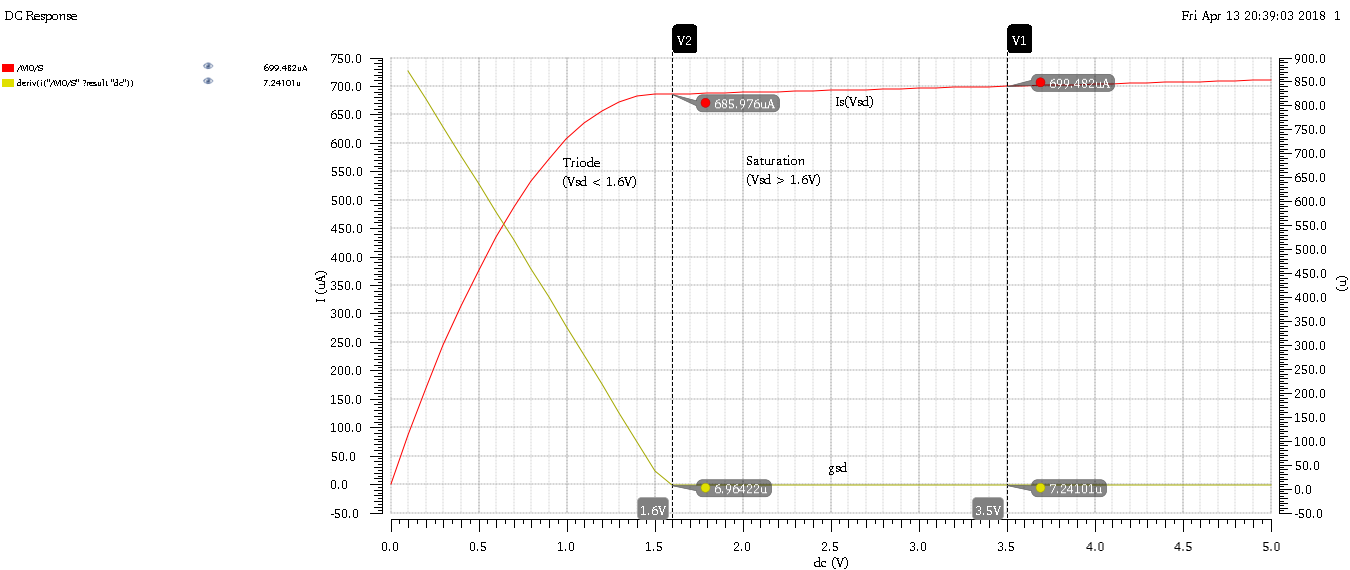 DC Response
Fri Apr 13 20:39:03 2018 1
V2
V1
/M0/S
699.482uA
deriv(i("/M0/S" ?result "dc"))
7.24101u
750.0
700.0
650.0
600.0
550.0
500.0
450.0
400.0
350.0
300.0
250.0
200.0
150.0
100.0
50.0
0.0
-50.0
I (uA)
685.976uA
Is(Vsd)
699.482uA
Triode
(Vsd < 1.6V)
Saturation
(Vsd > 1.6V)
gsd
6.96422u
7.24101u
1.6V
3.5V
900.0
850.0
800.0
750.0
700.0
650.0
600.0
550.0
500.0
450.0
400.0
350.0
300.0
250.0
200.0
150.0
100.0
50.0
0.0
-50.0
(u)
0.0
0.5
1.0
1.5
2.0
2.5
3.0
3.5
4.0
4.5
5.0
dc (V)